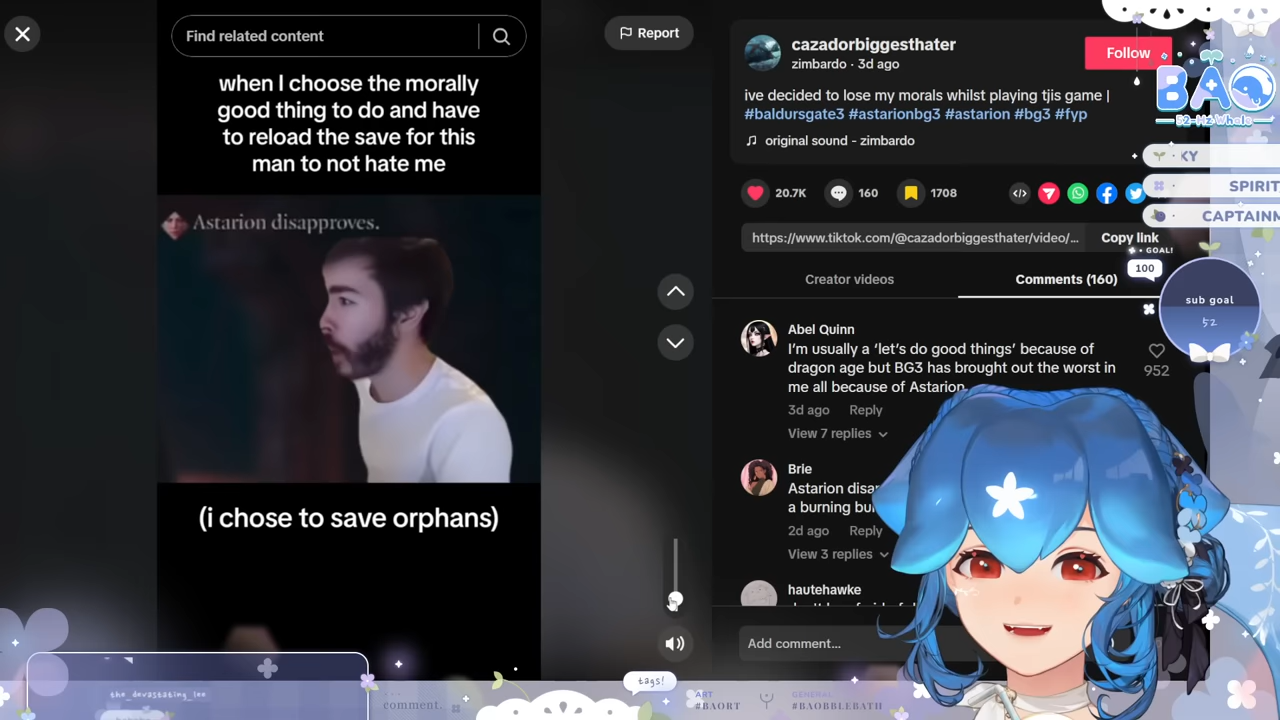 Find related content
when I choose the morally
good thing to do and have
to reload the save for this
man to not hate me
Astarion disapproves.
(i chose to save orphans)
Report
cazadorbiggesthater
zimbardo · 3d ago
Follow
ive decided to lose my morals whilst playing tjis game |
#baldursgate3 #astarionbg3 #astarion #bg3 #fyp
original sound - zimbardo
20.7K
160
1708
https://www.tiktok.com/@cazadorbiggesthater/video/...
Copy link
Creator videos
Comments (160)
Abel Quinn
I'm usually a 'let's do good things' because of
dragon age but BG3 has brought out the worst in
me all because of Astarion
952
3d ago Reply
View 7 replies
Brie
Astarion
a burning
2d ago Reply
View 3 replies
hautehawke
Add comment...
BAO
52-Hz Whale
KY
SPIRIT
CAPTAINM
GOAL!
100
sub goal
52
the_devastating_lee
comment.
tags!
ART
#BAORT
GENERAL
#BAOBBLEBATH